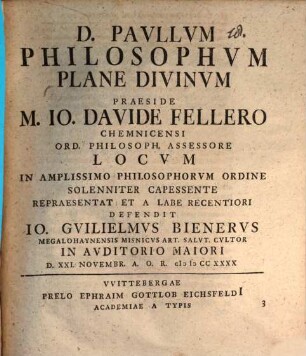 D. PAVLLVM
PHILOSOPHVM
PLANE DIVINVM
PRAESIDE
M. IO. DAVIDE FELLERO
CHEMNICENSI
ORD. PHILOSOPH. ASSESSORE
LOCVM
IN AMPLISSIMO PHILOSOPHORVM ORDINE
SOLENNITER CAPESSENTE
REPRAESENTAT ET A LABE RECENTIORI
DEFENDIT
IO. GVILIELMVS BIENERVS
MEGALOHAYNENSIS MISNICVS ART. SALVT. CVLTOR
IN AVDITORIO MAIORI
D. XXI. NOVEMBR. A. O. R. cIɔ Iɔ CC XXXX
VVITTEBERGAE
PRELO EPHRAIM GOTTLOB EICHSFELDI
ACADEMIAE A TYPIS
3